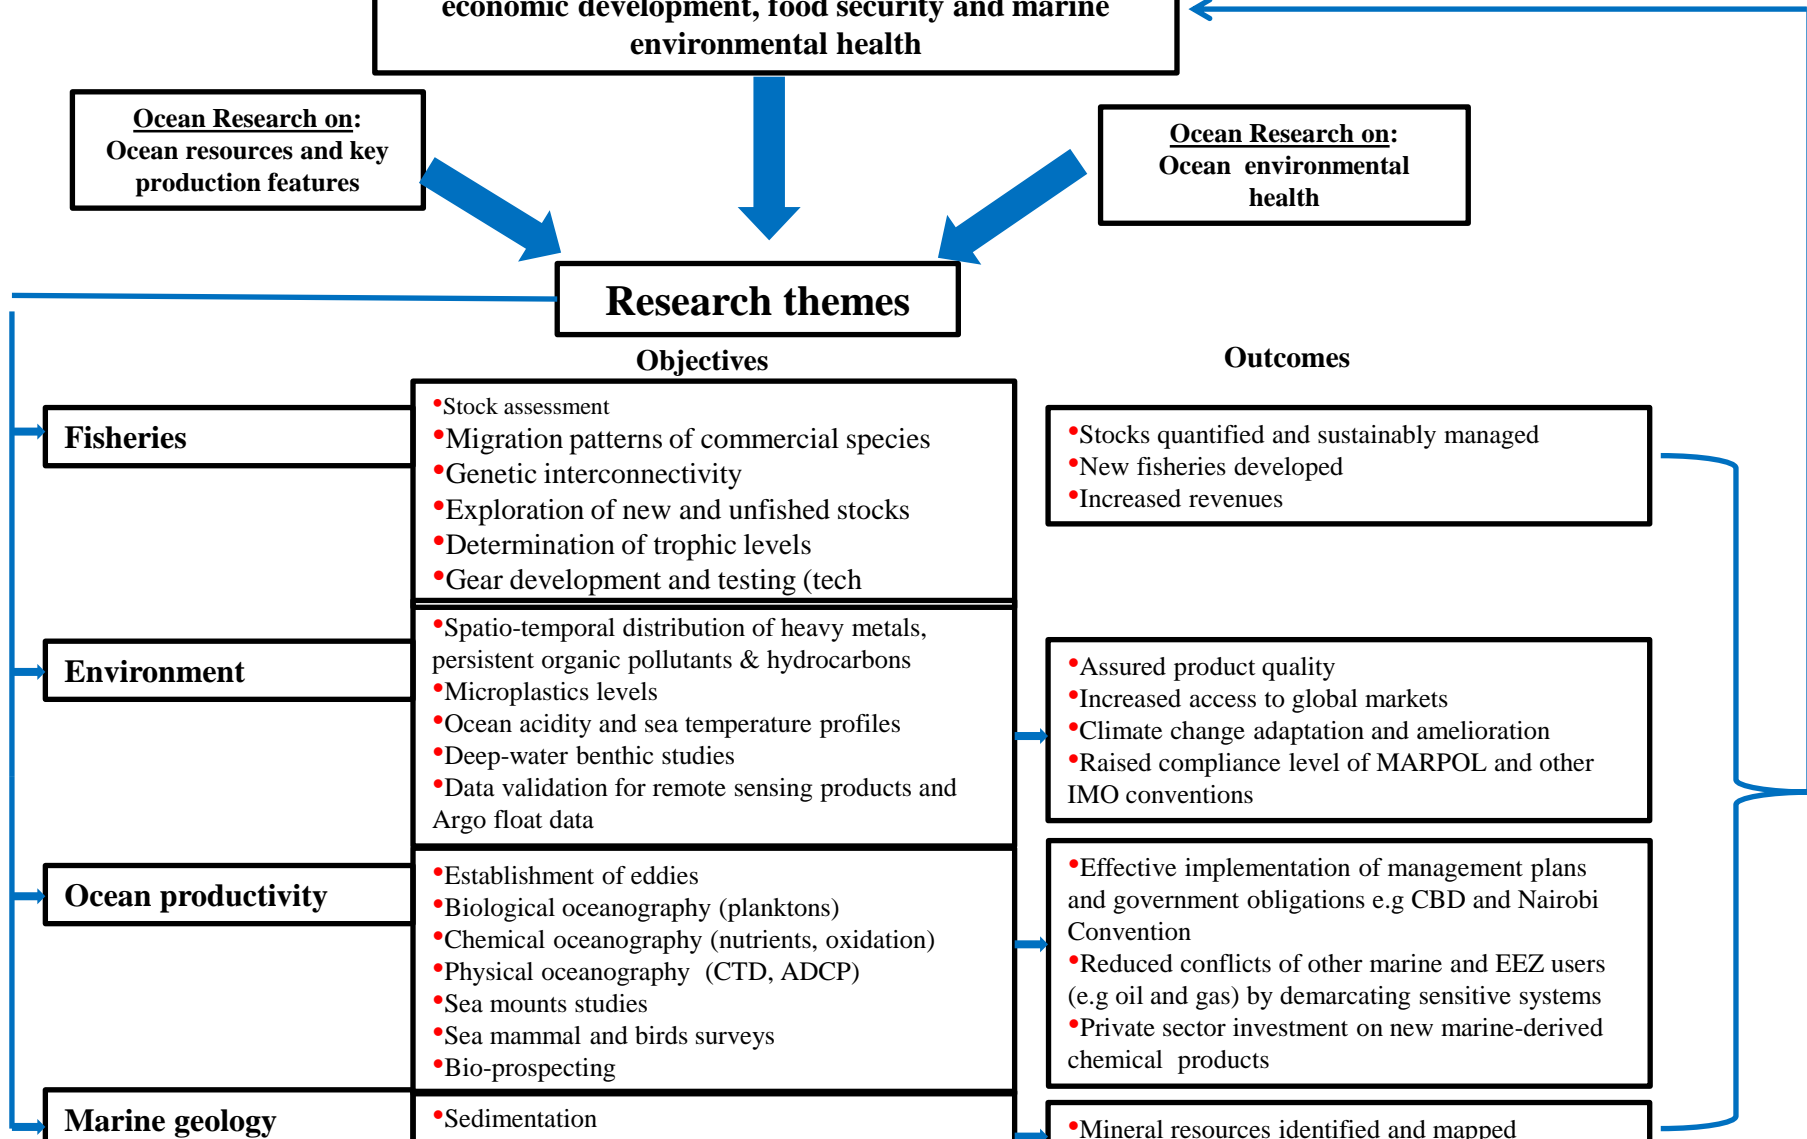 economic development, food security and marine
environmental health
Ocean Research on:
Ocean resources and key
production features
Ocean Research on:
Ocean environmental
health
Research themes
Objectives
Outcomes
Fisheries
•Stock assessment
•Migration patterns of commercial species
•Genetic interconnectivity
•Exploration of new and unfished stocks
•Determination of trophic levels
•Gear development and testing (tech
•Stocks quantified and sustainably managed
•New fisheries developed
•Increased revenues
Environment
•Spatio-temporal distribution of heavy metals,
persistent organic pollutants & hydrocarbons
•Microplastics levels
•Ocean acidity and sea temperature profiles
•Deep-water benthic studies
•Data validation for remote sensing products and
Argo float data
•Assured product quality
•Increased access to global markets
•Climate change adaptation and amelioration
•Raised compliance level of MARPOL and other
IMO conventions
Ocean productivity
•Establishment of eddies
•Biological oceanography (planktons)
•Chemical oceanography (nutrients, oxidation)
•Physical oceanography (CTD, ADCP)
•Sea mounts studies
•Sea mammal and birds surveys
•Bio-prospecting
•Effective implementation of management plans
and government obligations e.g CBD and Nairobi
Convention
•Reduced conflicts of other marine and EEZ users
(e.g oil and gas) by demarcating sensitive systems
•Private sector investment on new marine-derived
chemical products
Marine geology
•Sedimentation
•Mineral resources identified and mapped